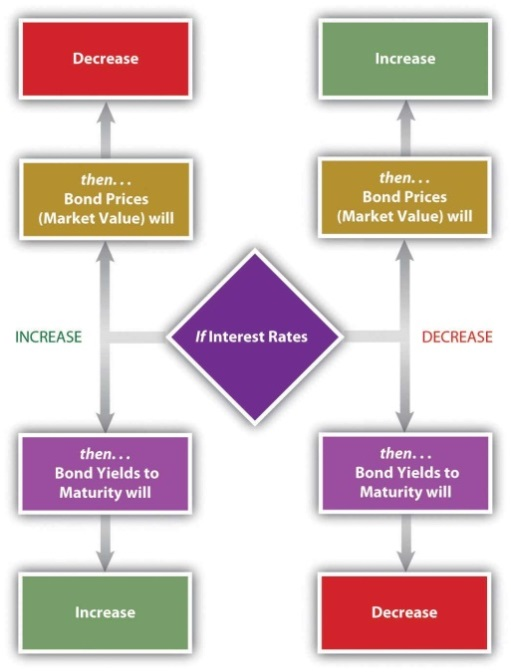 Decrease
Increase
then...
Bond Prices
(Market Value) will
then...
Bond Prices
(Market Value) will
INCREASE
If Interest Rates
DECREASE
then...
Bond Yields to
Maturity will
then...
Bond Yields to
Maturity will
Increase
Decrease